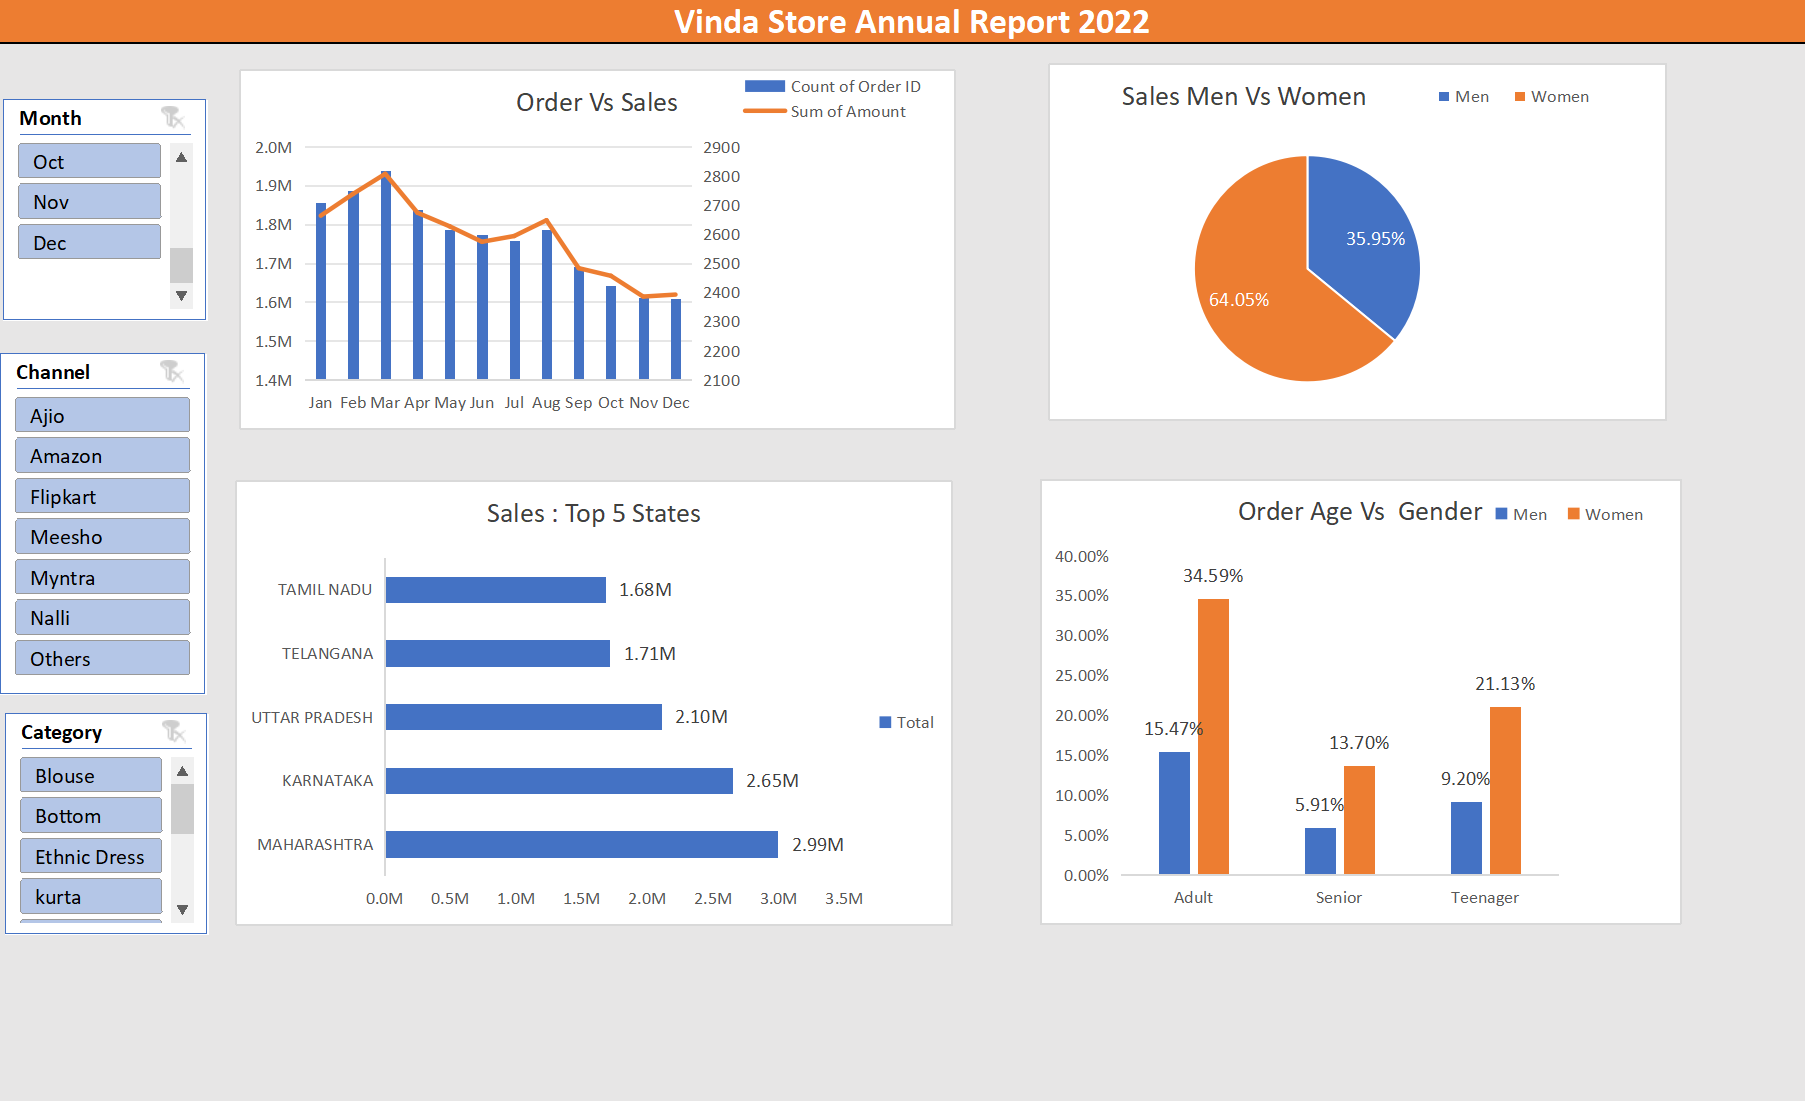 Vinda Store Annual Report 2022
Month
Oct
Nov
Dec
Channel
Ajio
Amazon
Flipkart
Meesho
Myntra
Nalli
Others
Category
Blouse
Bottom
Ethnic Dress
kurta
Order Vs Sales
Count of Order ID
Sum of Amount
2.0M 2900
1.9M 2800
1.8M 2700
1.7M 2600
1.6M 2500
1.5M 2400
1.4M 2300
2200
2100
Jan Feb Mar Apr May Jun Jul Aug Sep Oct Nov Dec
Sales Men Vs Women
Men Women
35.95%
64.05%
Sales : Top 5 States
TAMIL NADU 1.68M
TELANGANA 1.71M
UTTAR PRADESH 2.10M
Total
KARNATAKA 2.65M
MAHARASHTRA 2.99M
0.0M 0.5M 1.0M 1.5M 2.0M 2.5M 3.0M 3.5M
Order Age Vs Gender
Men Women
40.00%
35.00%
30.00%
25.00%
20.00%
15.00%
10.00%
5.00%
0.00%
15.47%
34.59%
5.91%
13.70%
9.20%
21.13%
Adult Senior Teenager